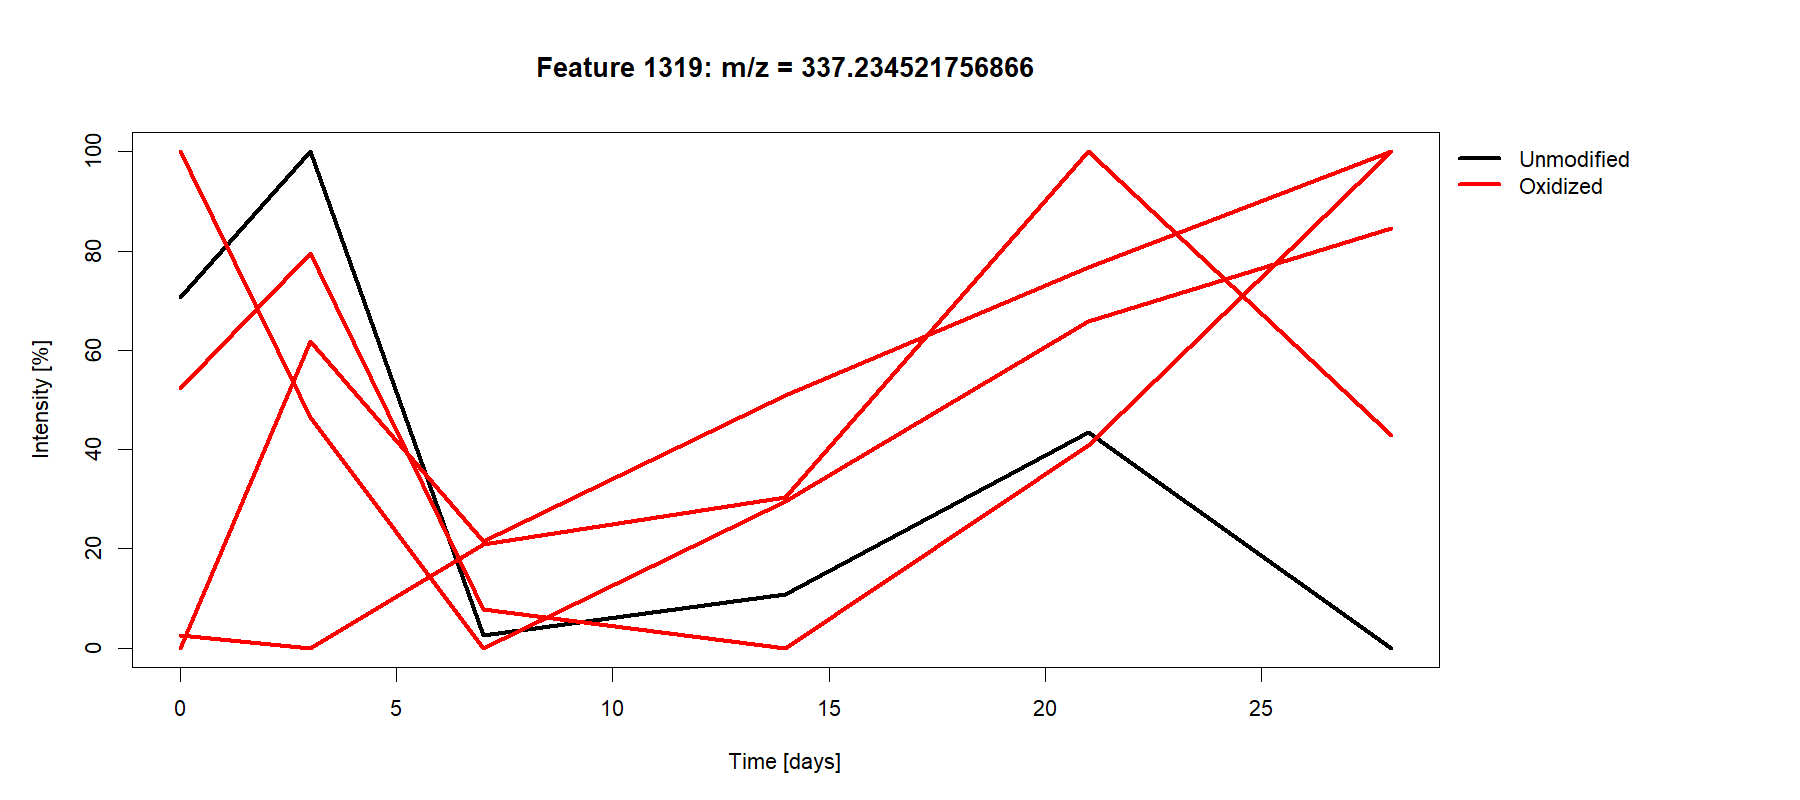 Feature 1319: m/z = 337.234521756866
Unmodified
Oxidized
100
80
60
40
20
0
Intensity [%]
0 5 10 15 20 25
Time [days]